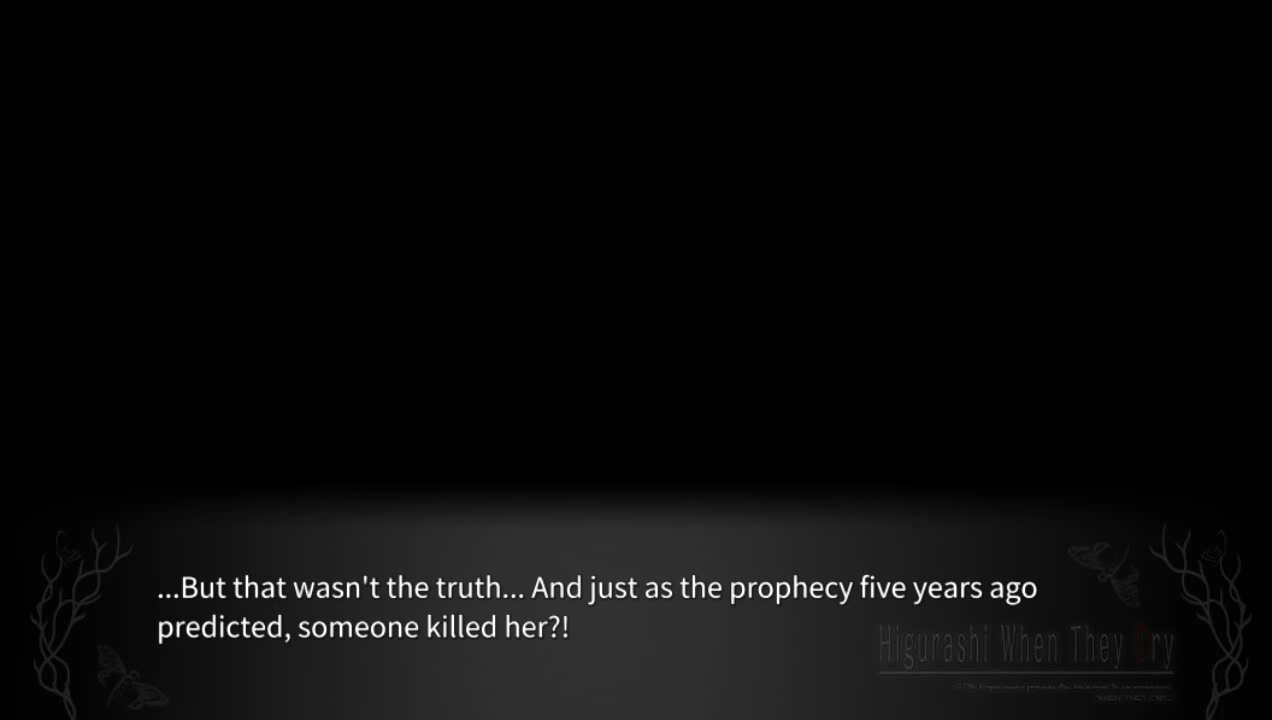 ...But that wasn't the truth... And just as the prophecy five years ago
predicted, someone killed her?!
Higurashi When They Cry